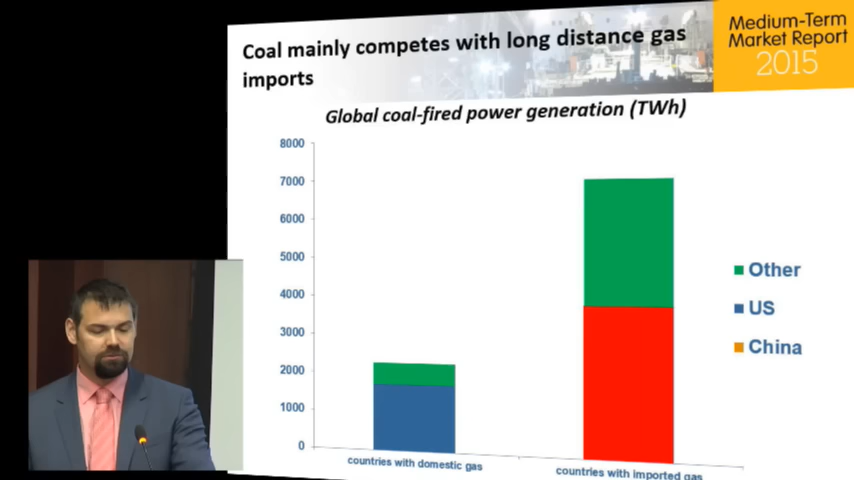 Coal mainly competes with long distance gas
imports
Medium-Term
Market Report
2015
Global coal-fired power generation (TWh)
8000
7000
6000
5000
4000
3000
2000
1000
0
countries with domestic gas
countries with imported gas
Other
US
China